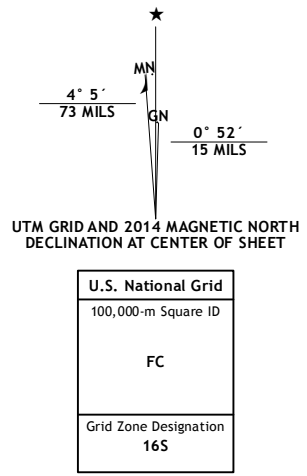 ★
MN
GN
4° 5´
73 MILS
0° 52´
15 MILS
UTM GRID AND 2014 MAGNETIC NORTH
DECLINATION AT CENTER OF SHEET
U.S. National Grid
100,000-m Square ID
FC
Grid Zone Designation
16S